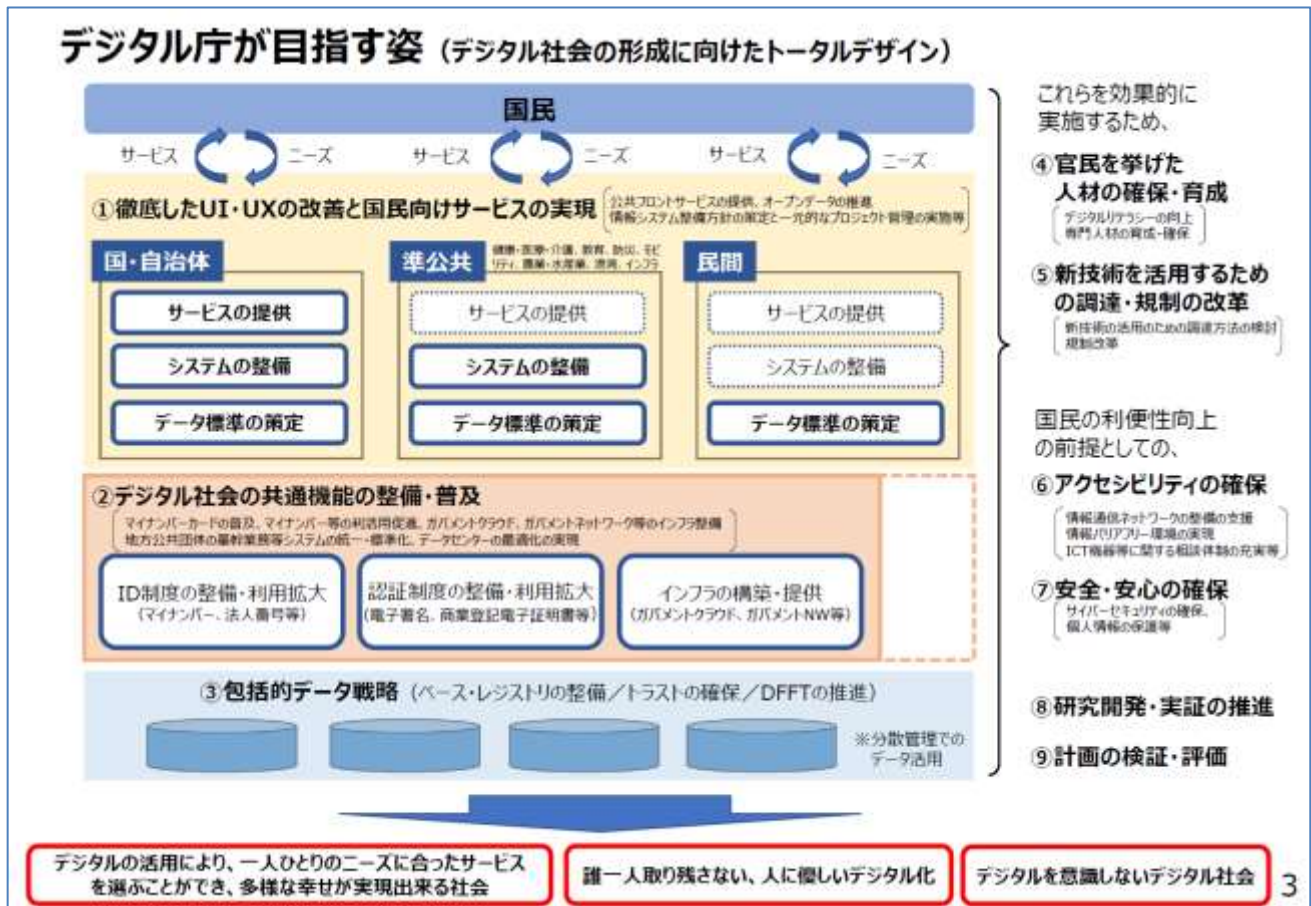 デジタル庁が目指す姿（デジタル社会の形成に向けたトータルデザイン）
国民
サービス ニーズ サービス ニーズ サービス ニーズ
①徹底したUI・UXの改善と国民向けサービスの実現
公共フロントサービスの提供、オープンデータの推進
情報システム整備方針の策定と一元的なプロジェクト管理の実施等
国・自治体
サービスの提供
システムの整備
データ標準の策定
準公共
健康・医療・介護、教育、防災、モビ
リティ、農業・水産業、港湾、インフラ
サービスの提供
システムの整備
データ標準の策定
民間
サービスの提供
システムの整備
データ標準の策定
②デジタル社会の共通機能の整備・普及
マイナンバーカードの普及、マイナンバー等の利活用促進、ガバメントクラウド、ガバメントネットワーク等のインフラ整備
地方公共団体の基幹業務等システムの統一・標準化、データセンターの最適化の実現
ID制度の整備・利用拡大
（マイナンバー、法人番号等）
認証制度の整備・利用拡大
（電子署名、商業登記電子証明書等）
インフラの構築・提供
（ガバメントクラウド、ガバメントNW等）
③包括的データ戦略（ベース・レジストリの整備／トラストの確保／DFFTの推進）
※分散管理での
データ活用
これらを効果的に
実施するため、
④官民を挙げた
人材の確保・育成
デジタルリテラシーの向上
専門人材の育成・確保
⑤新技術を活用するため
の調達・規制の改革
新技術の活用のための調達方法の検討
規制改革
国民の利便性向上
の前提としての、
⑥アクセシビリティの確保
情報通信ネットワークの整備の支援
情報バリアフリー環境の実現
ICT機器等に関する相談体制の充実等
⑦安全・安心の確保
サイバーセキュリティの確保、
個人情報の保護等
⑧研究開発・実証の推進
⑨計画の検証・評価
デジタルの活用により、一人ひとりのニーズに合ったサービス
を選ぶことができ、多様な幸せが実現出来る社会
誰一人取り残さない、人に優しいデジタル化
デジタルを意識しないデジタル社会
3